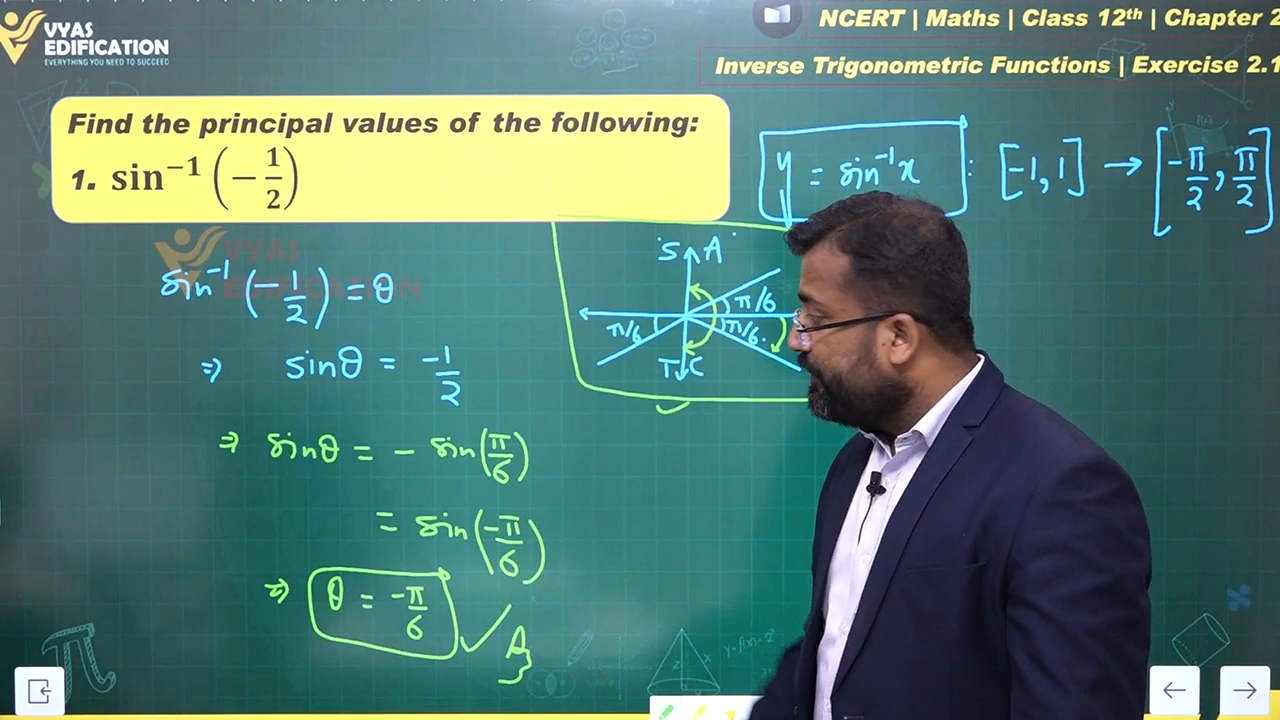 VYAS
EDIFICATION
EVERYTHING YOU NEED TO SUCCEED
NCERT | Maths | Class 12th | Chapter 2
Inverse Trigonometric Functions | Exercise 2.1
Find the principal values of the following:
1. sin⁻¹ (−1/2)
y = sin⁻¹x : [-1, 1] → [-π/2, π/2]
VYAS
EDIFICATION
sin⁻¹ (-1/2) = θ
⇒ sinθ = -1/2
⇒ sinθ = - sin(π/6)
= sin(-π/6)
⇒ θ = -π/6 ✓
S A
π/6
π/6 π/6
T C